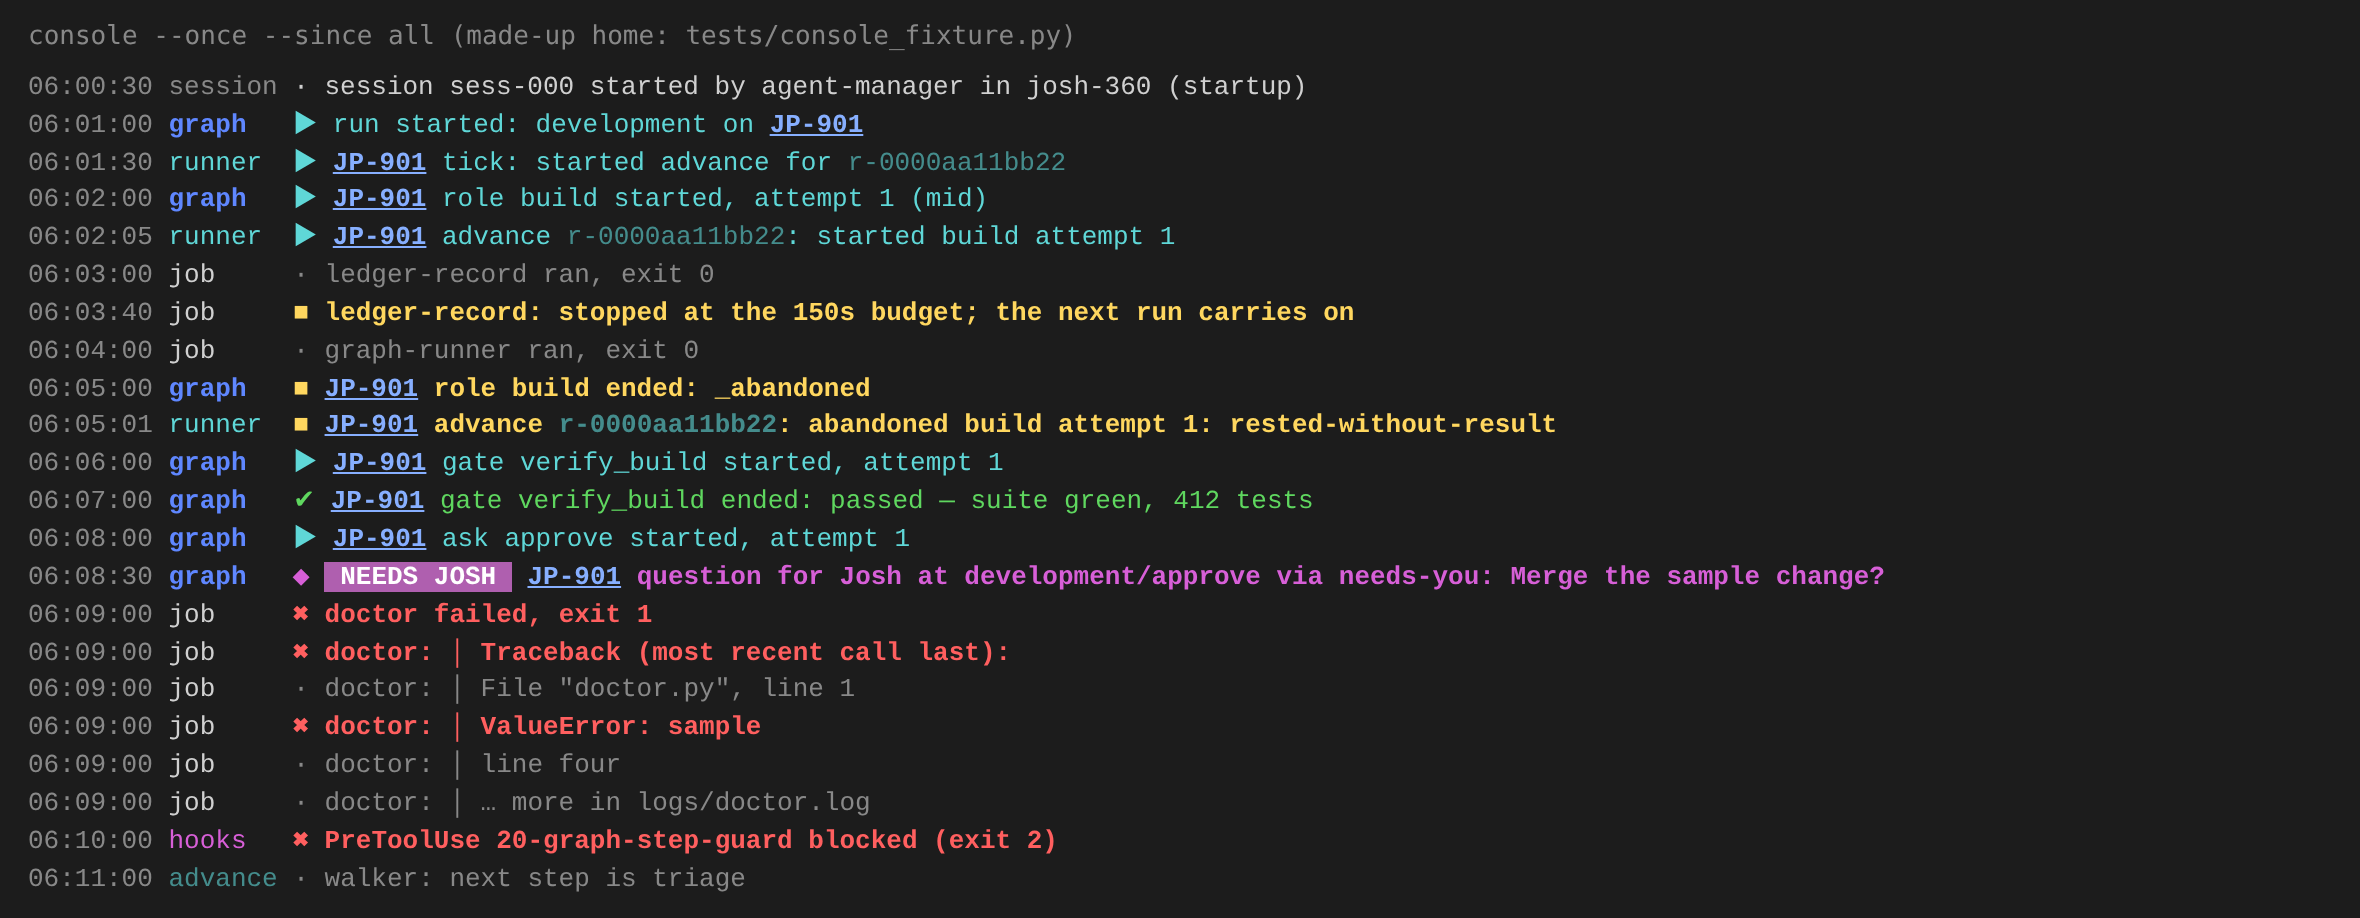 console --once --since all (made-up home: tests/console_fixture.py)
06:00:30 session · session sess-000 started by agent-manager in josh-360 (startup)
06:01:00 graph ▶ run started: development on JP-901
06:01:30 runner ▶ JP-901 tick: started advance for r-0000aa11bb22
06:02:00 graph ▶ JP-901 role build started, attempt 1 (mid)
06:02:05 runner ▶ JP-901 advance r-0000aa11bb22: started build attempt 1
06:03:00 job · ledger-record ran, exit 0
06:03:40 job ■ ledger-record: stopped at the 150s budget; the next run carries on
06:04:00 job · graph-runner ran, exit 0
06:05:00 graph ■ JP-901 role build ended: _abandoned
06:05:01 runner ■ JP-901 advance r-0000aa11bb22: abandoned build attempt 1: rested-without-result
06:06:00 graph ▶ JP-901 gate verify_build started, attempt 1
06:07:00 graph ✔ JP-901 gate verify_build ended: passed — suite green, 412 tests
06:08:00 graph ▶ JP-901 ask approve started, attempt 1
06:08:30 graph ◆ NEEDS JOSH JP-901 question for Josh at development/approve via needs-you: Merge the sample change?
06:09:00 job ✖ doctor failed, exit 1
06:09:00 job ✖ doctor: │ Traceback (most recent call last):
06:09:00 job · doctor: │ File "doctor.py", line 1
06:09:00 job ✖ doctor: │ ValueError: sample
06:09:00 job · doctor: │ line four
06:09:00 job · doctor: │ … more in logs/doctor.log
06:10:00 hooks ✖ PreToolUse 20-graph-step-guard blocked (exit 2)
06:11:00 advance · walker: next step is triage